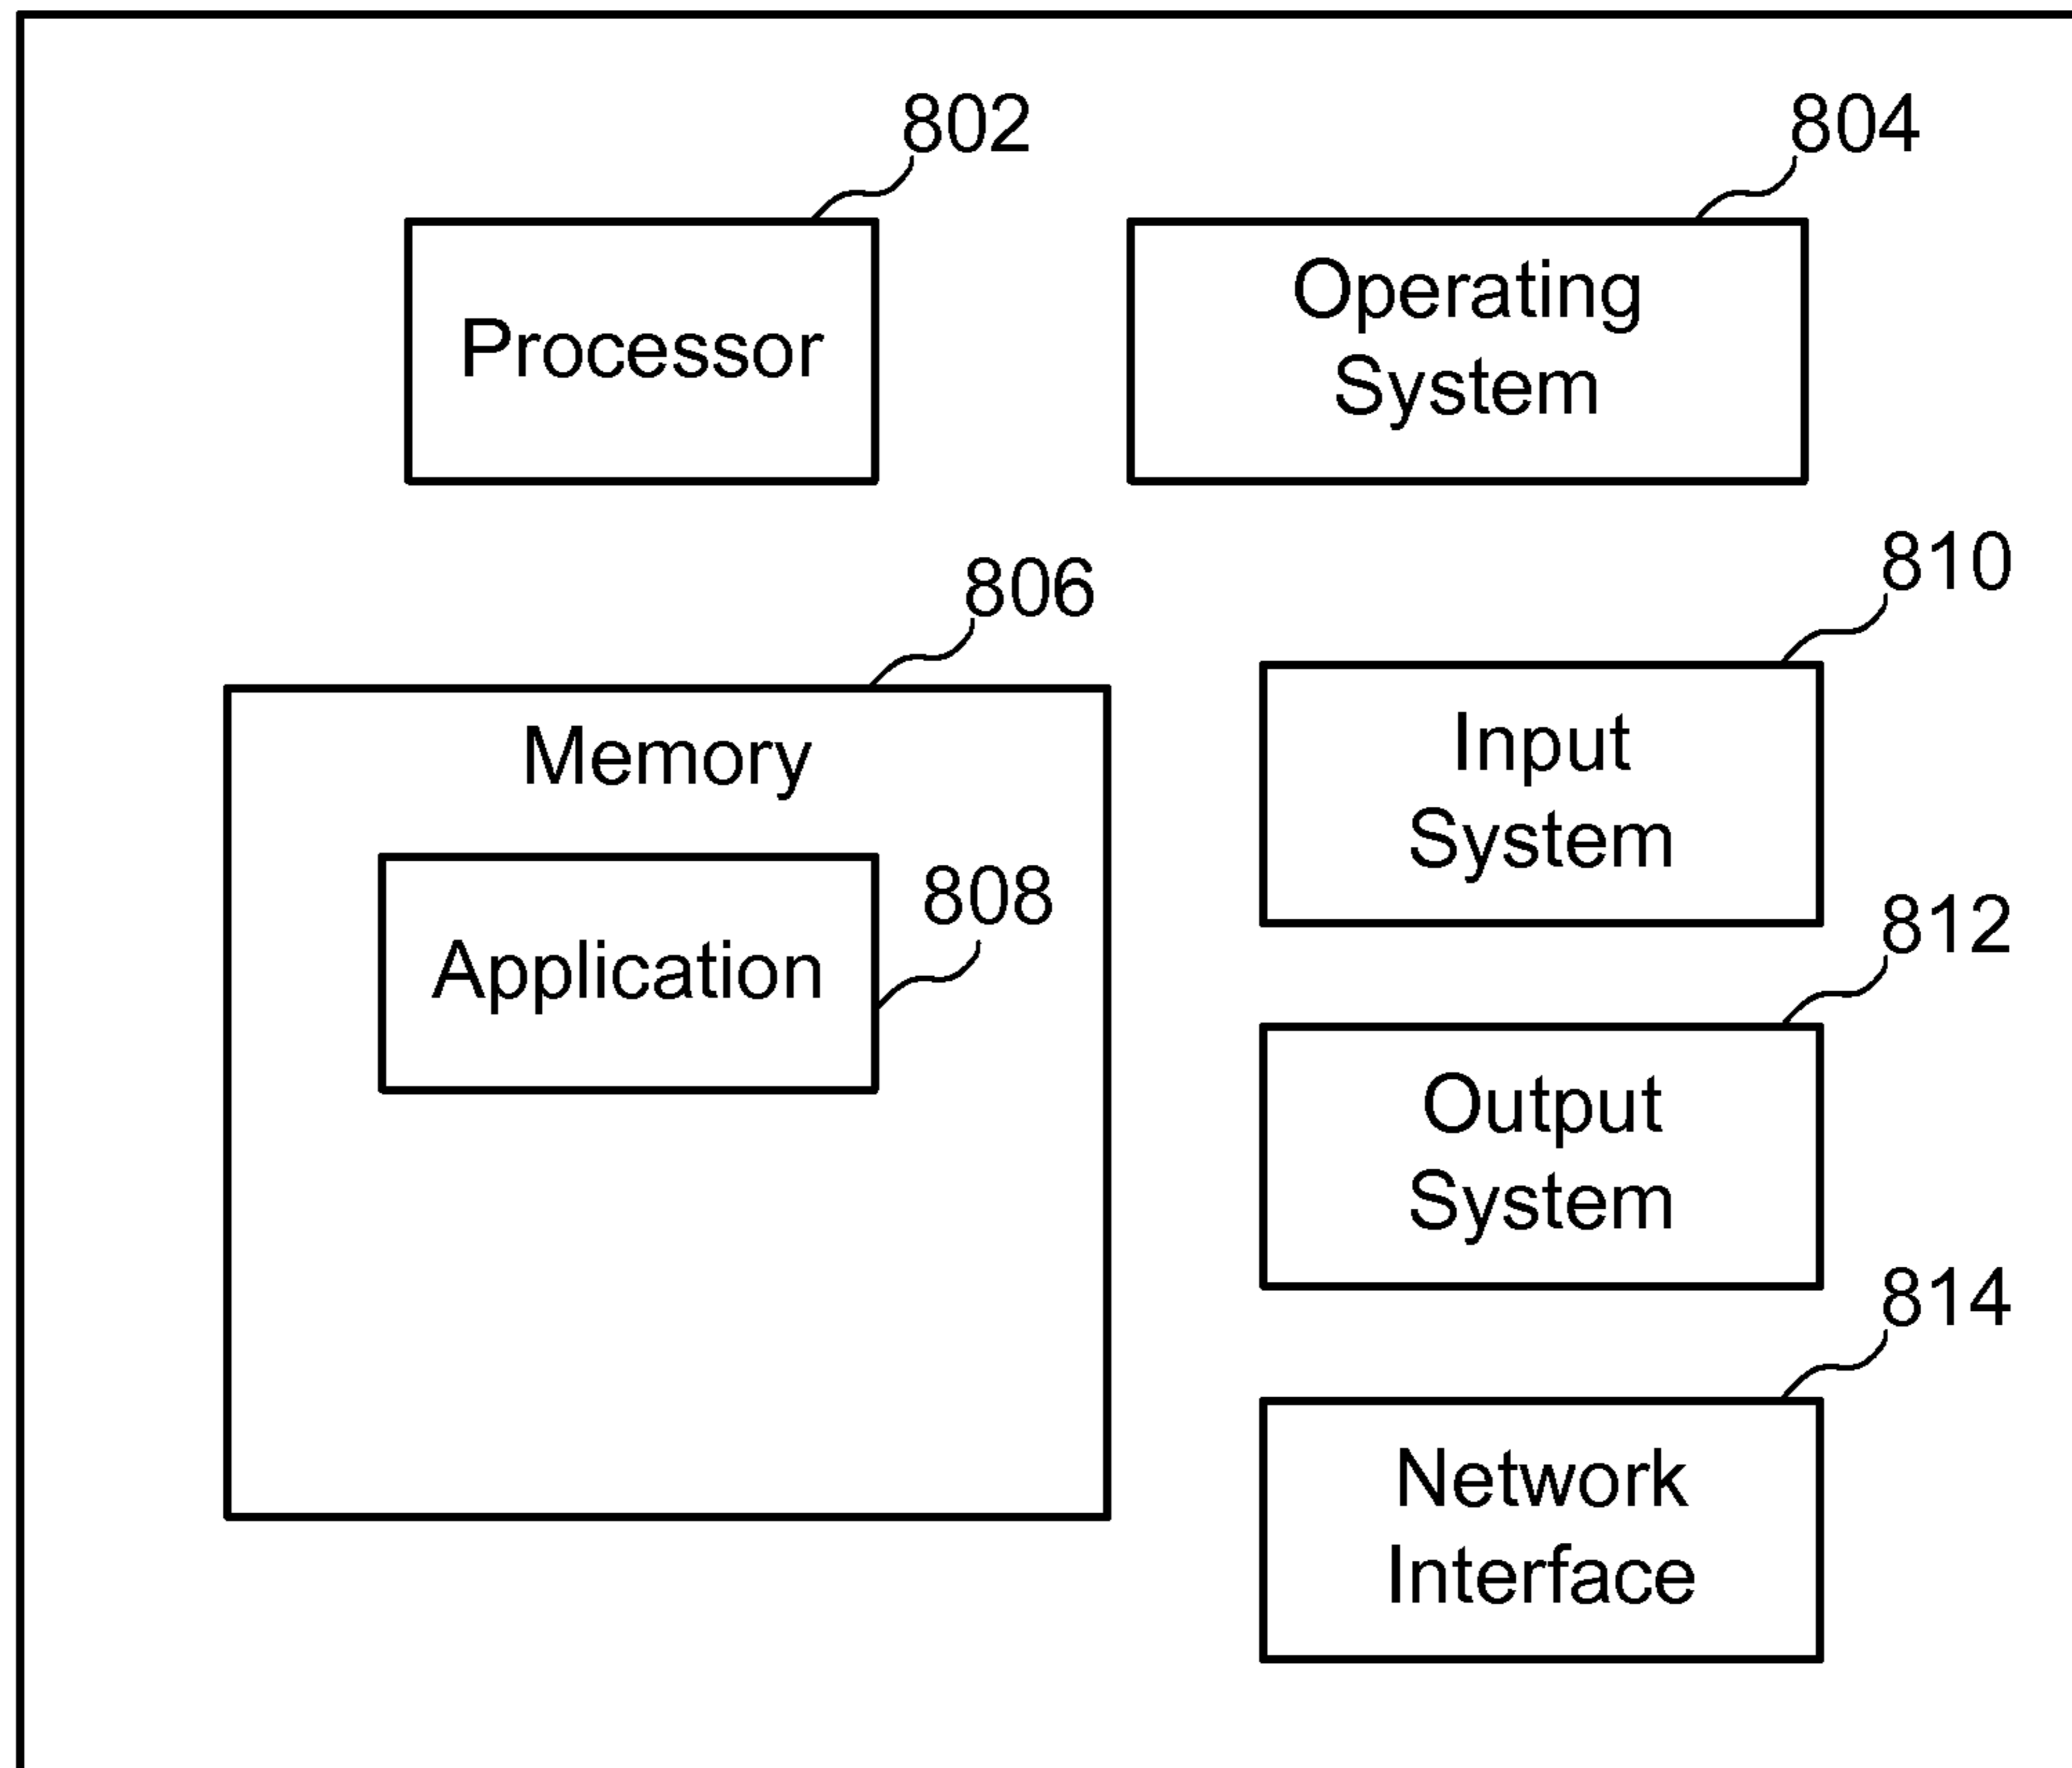 802
Processor
804
Operating
System
806
Memory
808
Application
810
Input
System
812
Output
System
814
Network
Interface